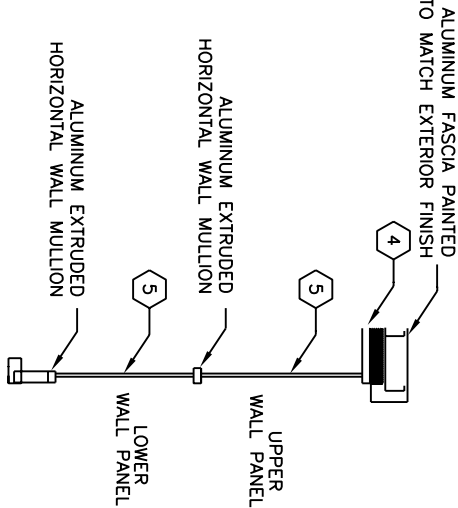 ALUMINUM FASCIA PAINTED
TO MATCH EXTERIOR FINISH
4
5
UPPER
WALL PANEL
ALUMINUM EXTRUDED
HORIZONTAL WALL MULLION
5
LOWER
WALL PANEL
ALUMINUM EXTRUDED
HORIZONTAL WALL MULLION